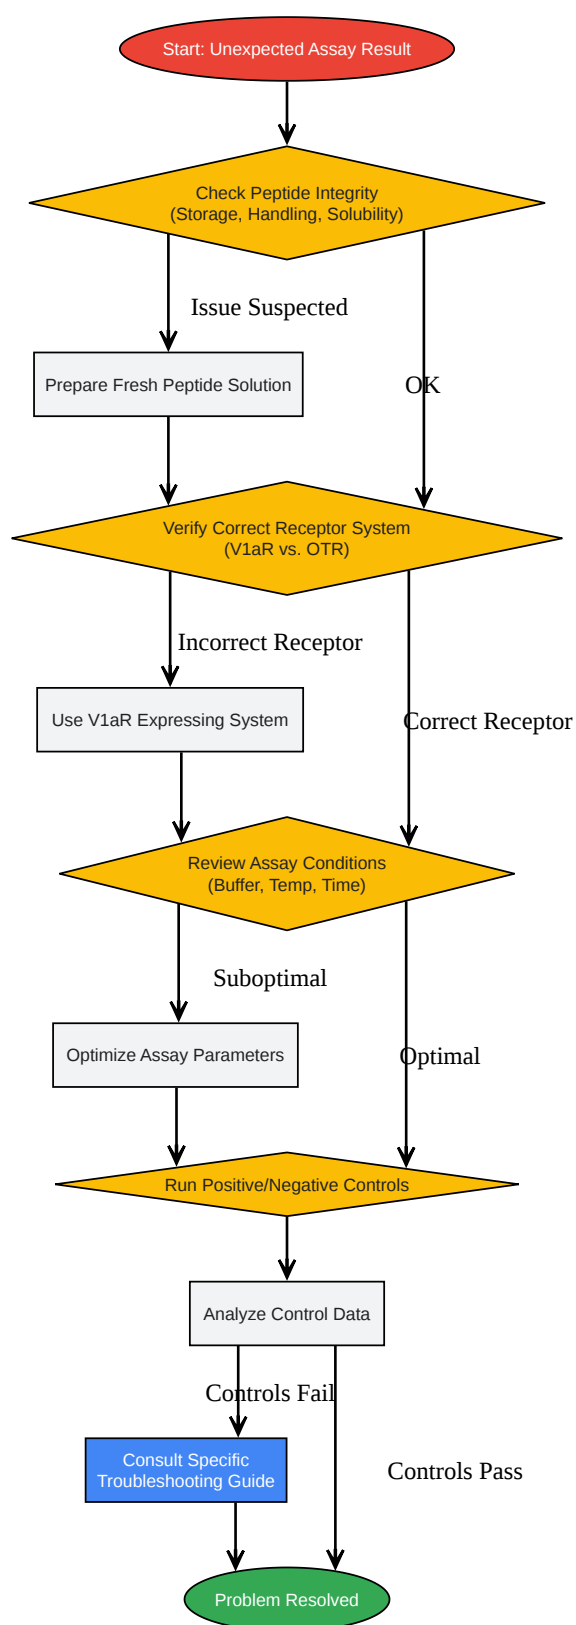 Start: Unexpected Assay Result
Check Peptide Integrity
(Storage, Handling, Solubility)
Issue Suspected
Prepare Fresh Peptide Solution
OK
Verify Correct Receptor System
(V1aR vs. OTR)
Incorrect Receptor
Use V1aR Expressing System
Correct Receptor
Review Assay Conditions
(Buffer, Temp, Time)
Suboptimal
Optimize Assay Parameters
Optimal
Run Positive/Negative Controls
Analyze Control Data
Controls Fail
Consult Specific
Troubleshooting Guide
Controls Pass
Problem Resolved